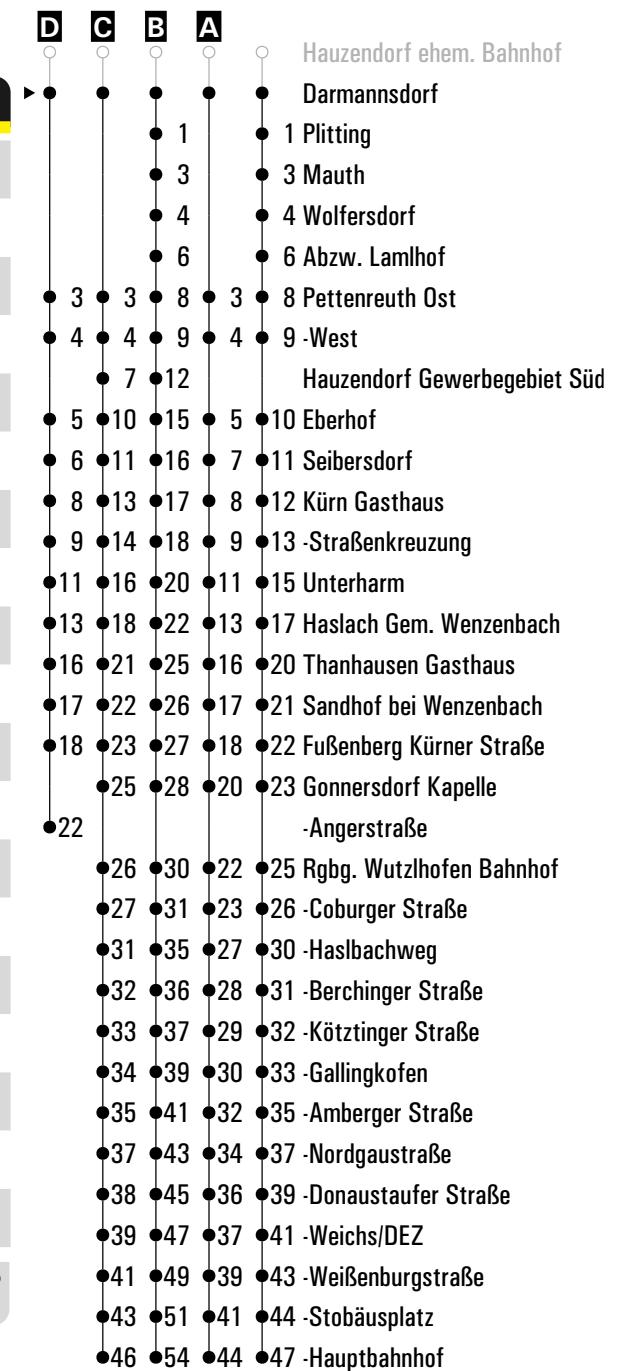 D C B A
Hauzendorf ehem. Bahnhof
Darmannsdorf
1 1 Plitting
3 3 Mauth
4 4 Wolfersdorf
6 6 Abzw. Lamlhof
3 3 8 3 8 Pettenreuth Ost
4 4 9 4 9 -West
7 12 Hauzendorf Gewerbegebiet Süd
5 10 15 5 10 Eberhof
6 11 16 7 11 Seibersdorf
8 13 17 8 12 Kürn Gasthaus
9 14 18 9 13 -Straßenkreuzung
11 16 20 11 15 Unterharm
13 18 22 13 17 Haslach Gem. Wenzenbach
16 21 25 16 20 Thanhausen Gasthaus
17 22 26 17 21 Sandhof bei Wenzenbach
18 23 27 18 22 Fußenberg Kürner Straße
25 28 20 23 Gonnersdorf Kapelle
22 -Angerstraße
26 30 22 25 Rgbg. Wutzlhofen Bahnhof
27 31 23 26 -Coburger Straße
31 35 27 30 -Haslbachweg
32 36 28 31 -Berchinger Straße
33 37 29 32 -Kötztinger Straße
34 39 30 33 -Gallingkofen
35 41 32 35 -Amberger Straße
37 43 34 37 -Nordgaustraße
38 45 36 39 -Donaustaufer Straße
39 47 37 41 -Weichs/DEZ
41 49 39 43 -Weißenburgstraße
43 51 41 44 -Stobäusplatz
46 54 44 47 -Hauptbahnhof